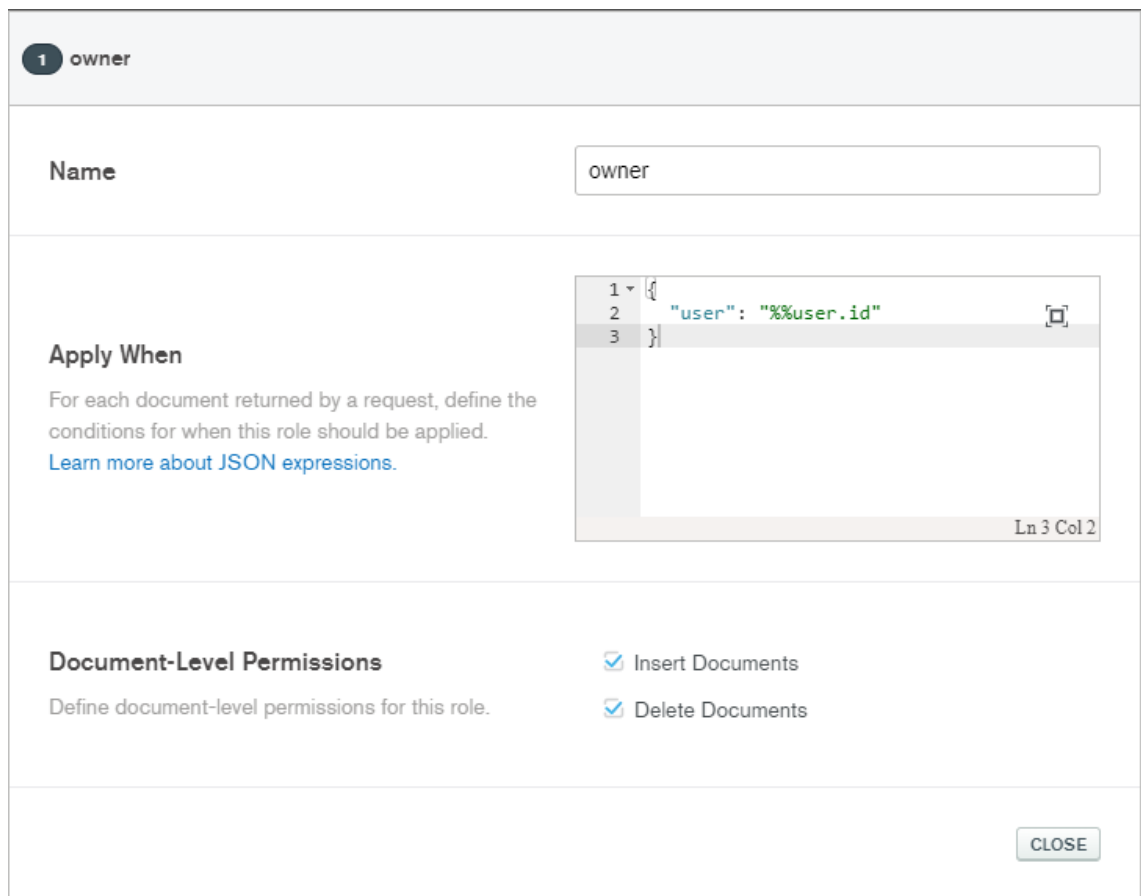 1 owner
Name
owner
Apply When
For each document returned by a request, define the
conditions for when this role should be applied.
Learn more about JSON expressions.
1 {
2 "user": "%%user.id"
3 }
Ln 3 Col 2
Document-Level Permissions
Define document-level permissions for this role.
Insert Documents
Delete Documents
CLOSE